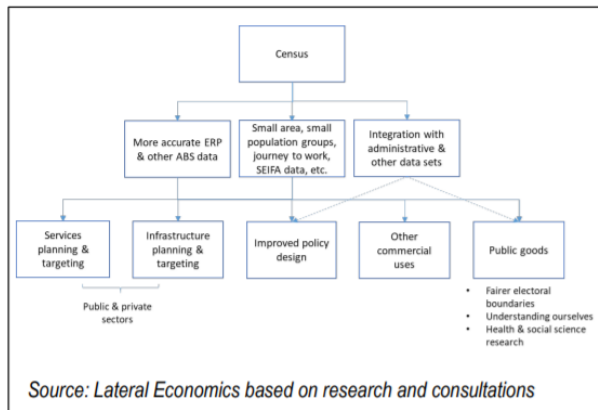 Census
More accurate ERP
& other ABS data
Small area, small
population groups,
journey to work,
SEIFA data, etc.
Integration with
administrative &
other data sets
Services
planning &
targeting
Infrastructure
planning &
targeting
Improved policy
design
Other
commercial
uses
Public goods
Public & private
sectors
• Fairer electoral
boundaries
• Understanding ourselves
• Health & social science
research
Source: Lateral Economics based on research and consultations